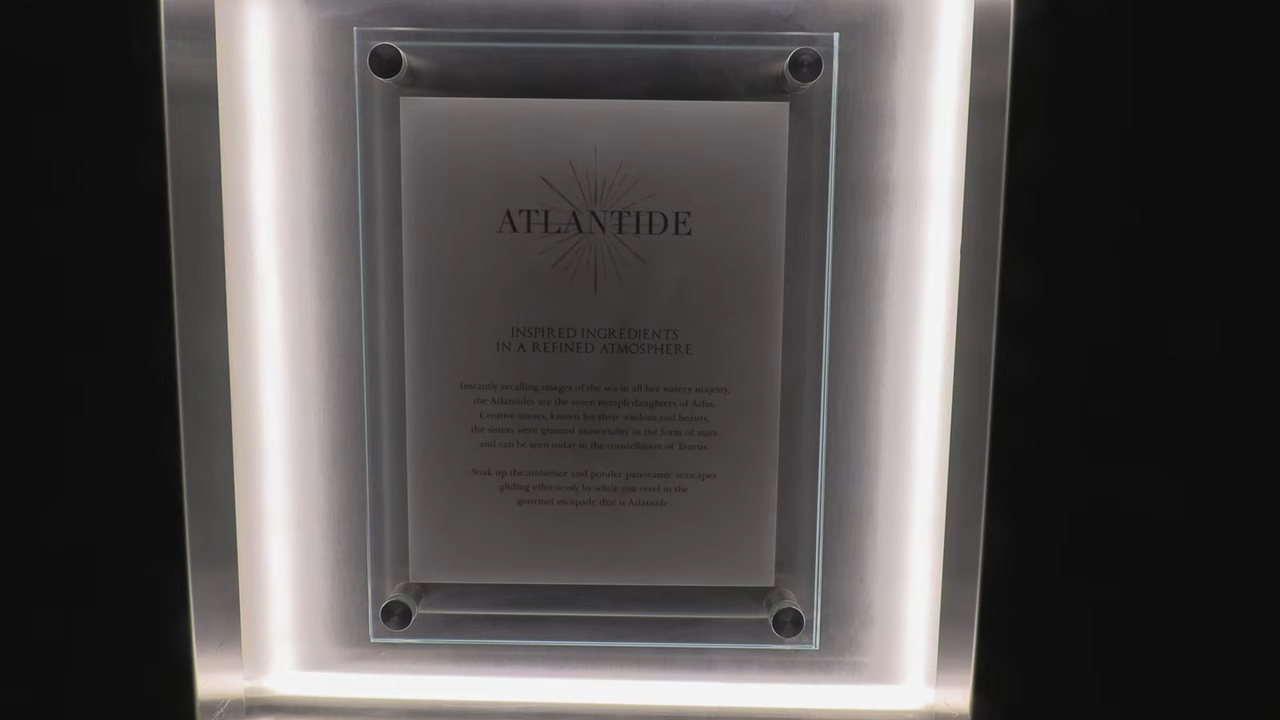 ATLANTIDE
INSPIRED INGREDIENTS
IN A REFINED ATMOSPHERE
Instantly recalling images of the sea in all her watery majesty,
the Atlantides are the seven nymph daughters of Atlas.
Creative muses, known for their wisdom and beauty,
the sisters were granted immortality in the form of stars
and can be seen today in the constellation of Taurus.
Soak up the ambience and ponder panoramic seascapes
gliding effortlessly by while you revel in the
gourmet escapade that is Atlantide.